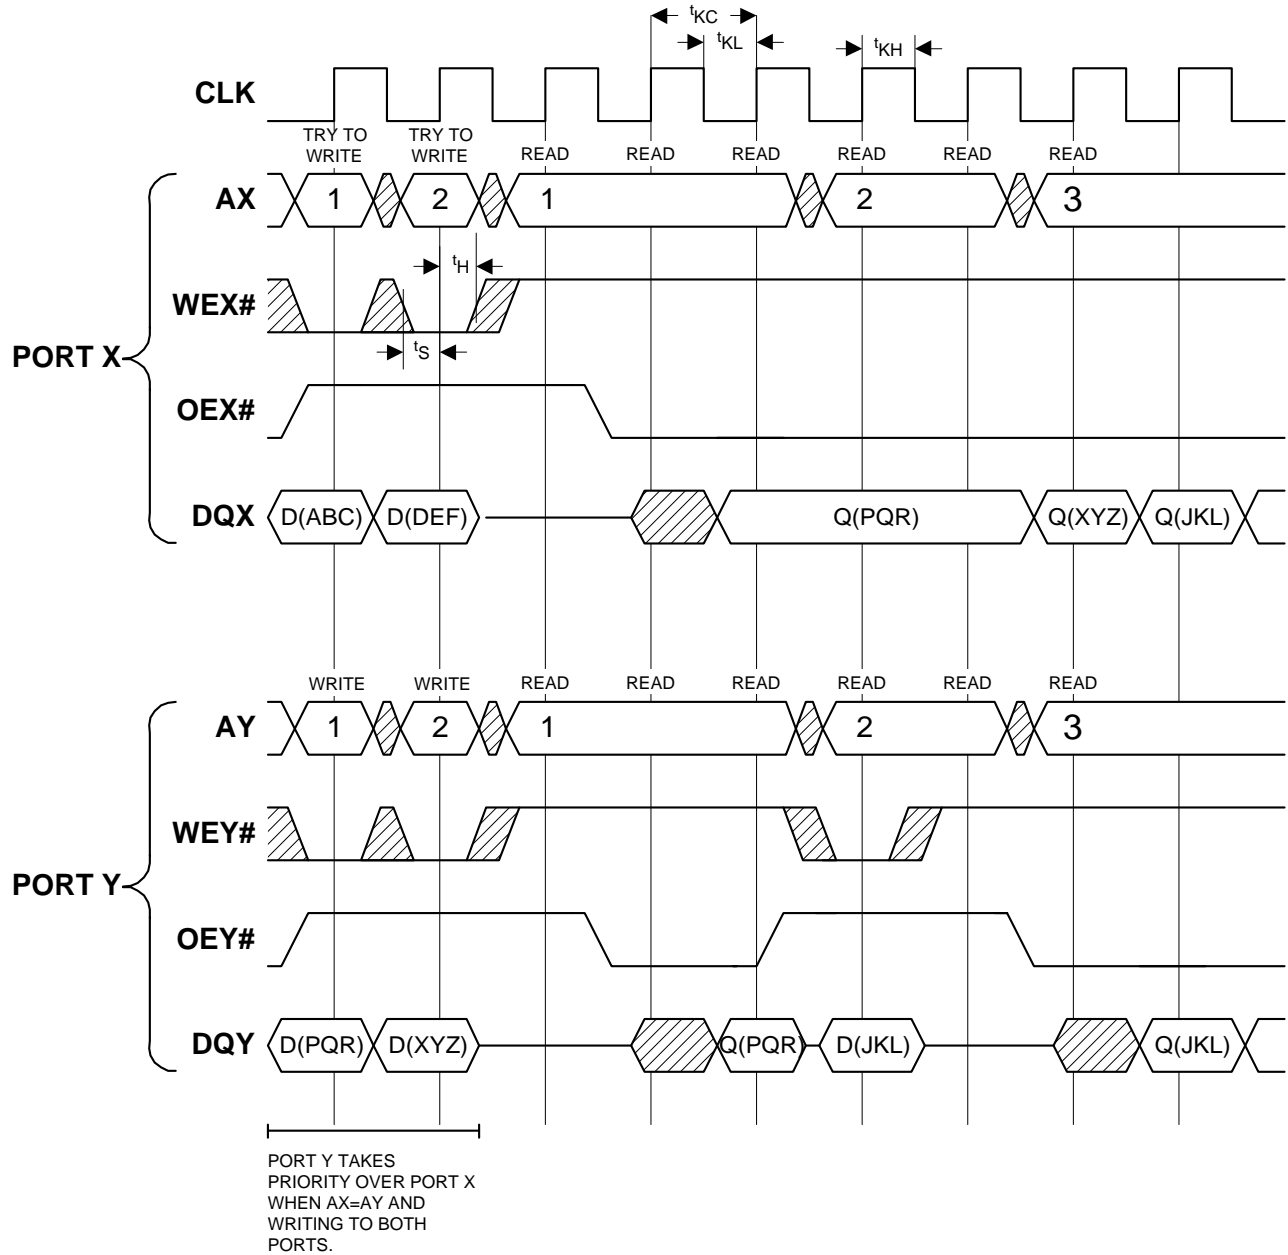 tKC
tKL
tKH
CLK
TRY TO
WRITE
TRY TO
WRITE
READ READ READ READ READ READ
AX 1 2 1 2 3
tH
WEX#
tS
PORT X
OEX#
DQX D(ABC) D(DEF) Q(PQR) Q(XYZ) Q(JKL)
WRITE WRITE READ READ READ READ READ READ
AY 1 2 1 2 3
WEY#
PORT Y
OEY#
DQY D(PQR) D(XYZ) Q(PQR) D(JKL) Q(JKL)
PORT Y TAKES
PRIORITY OVER PORT X
WHEN AX=AY AND
WRITING TO BOTH
PORTS.